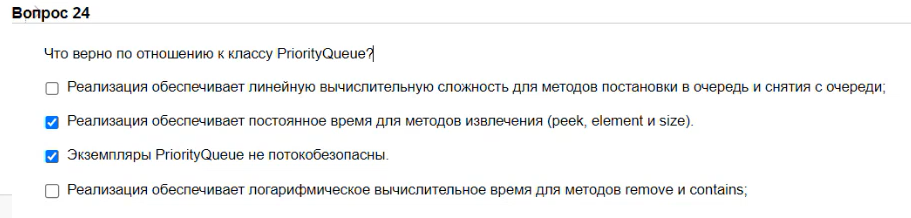 Вопрос 24
Что верно по отношению к классу PriorityQueue?
Реализация обеспечивает линейную вычислительную сложность для методов постановки в очередь и снятия с очереди;
Реализация обеспечивает постоянное время для методов извлечения (peek, element и size).
Экземпляры PriorityQueue не потокобезопасны.
Реализация обеспечивает логарифмическое вычислительное время для методов remove и contains;